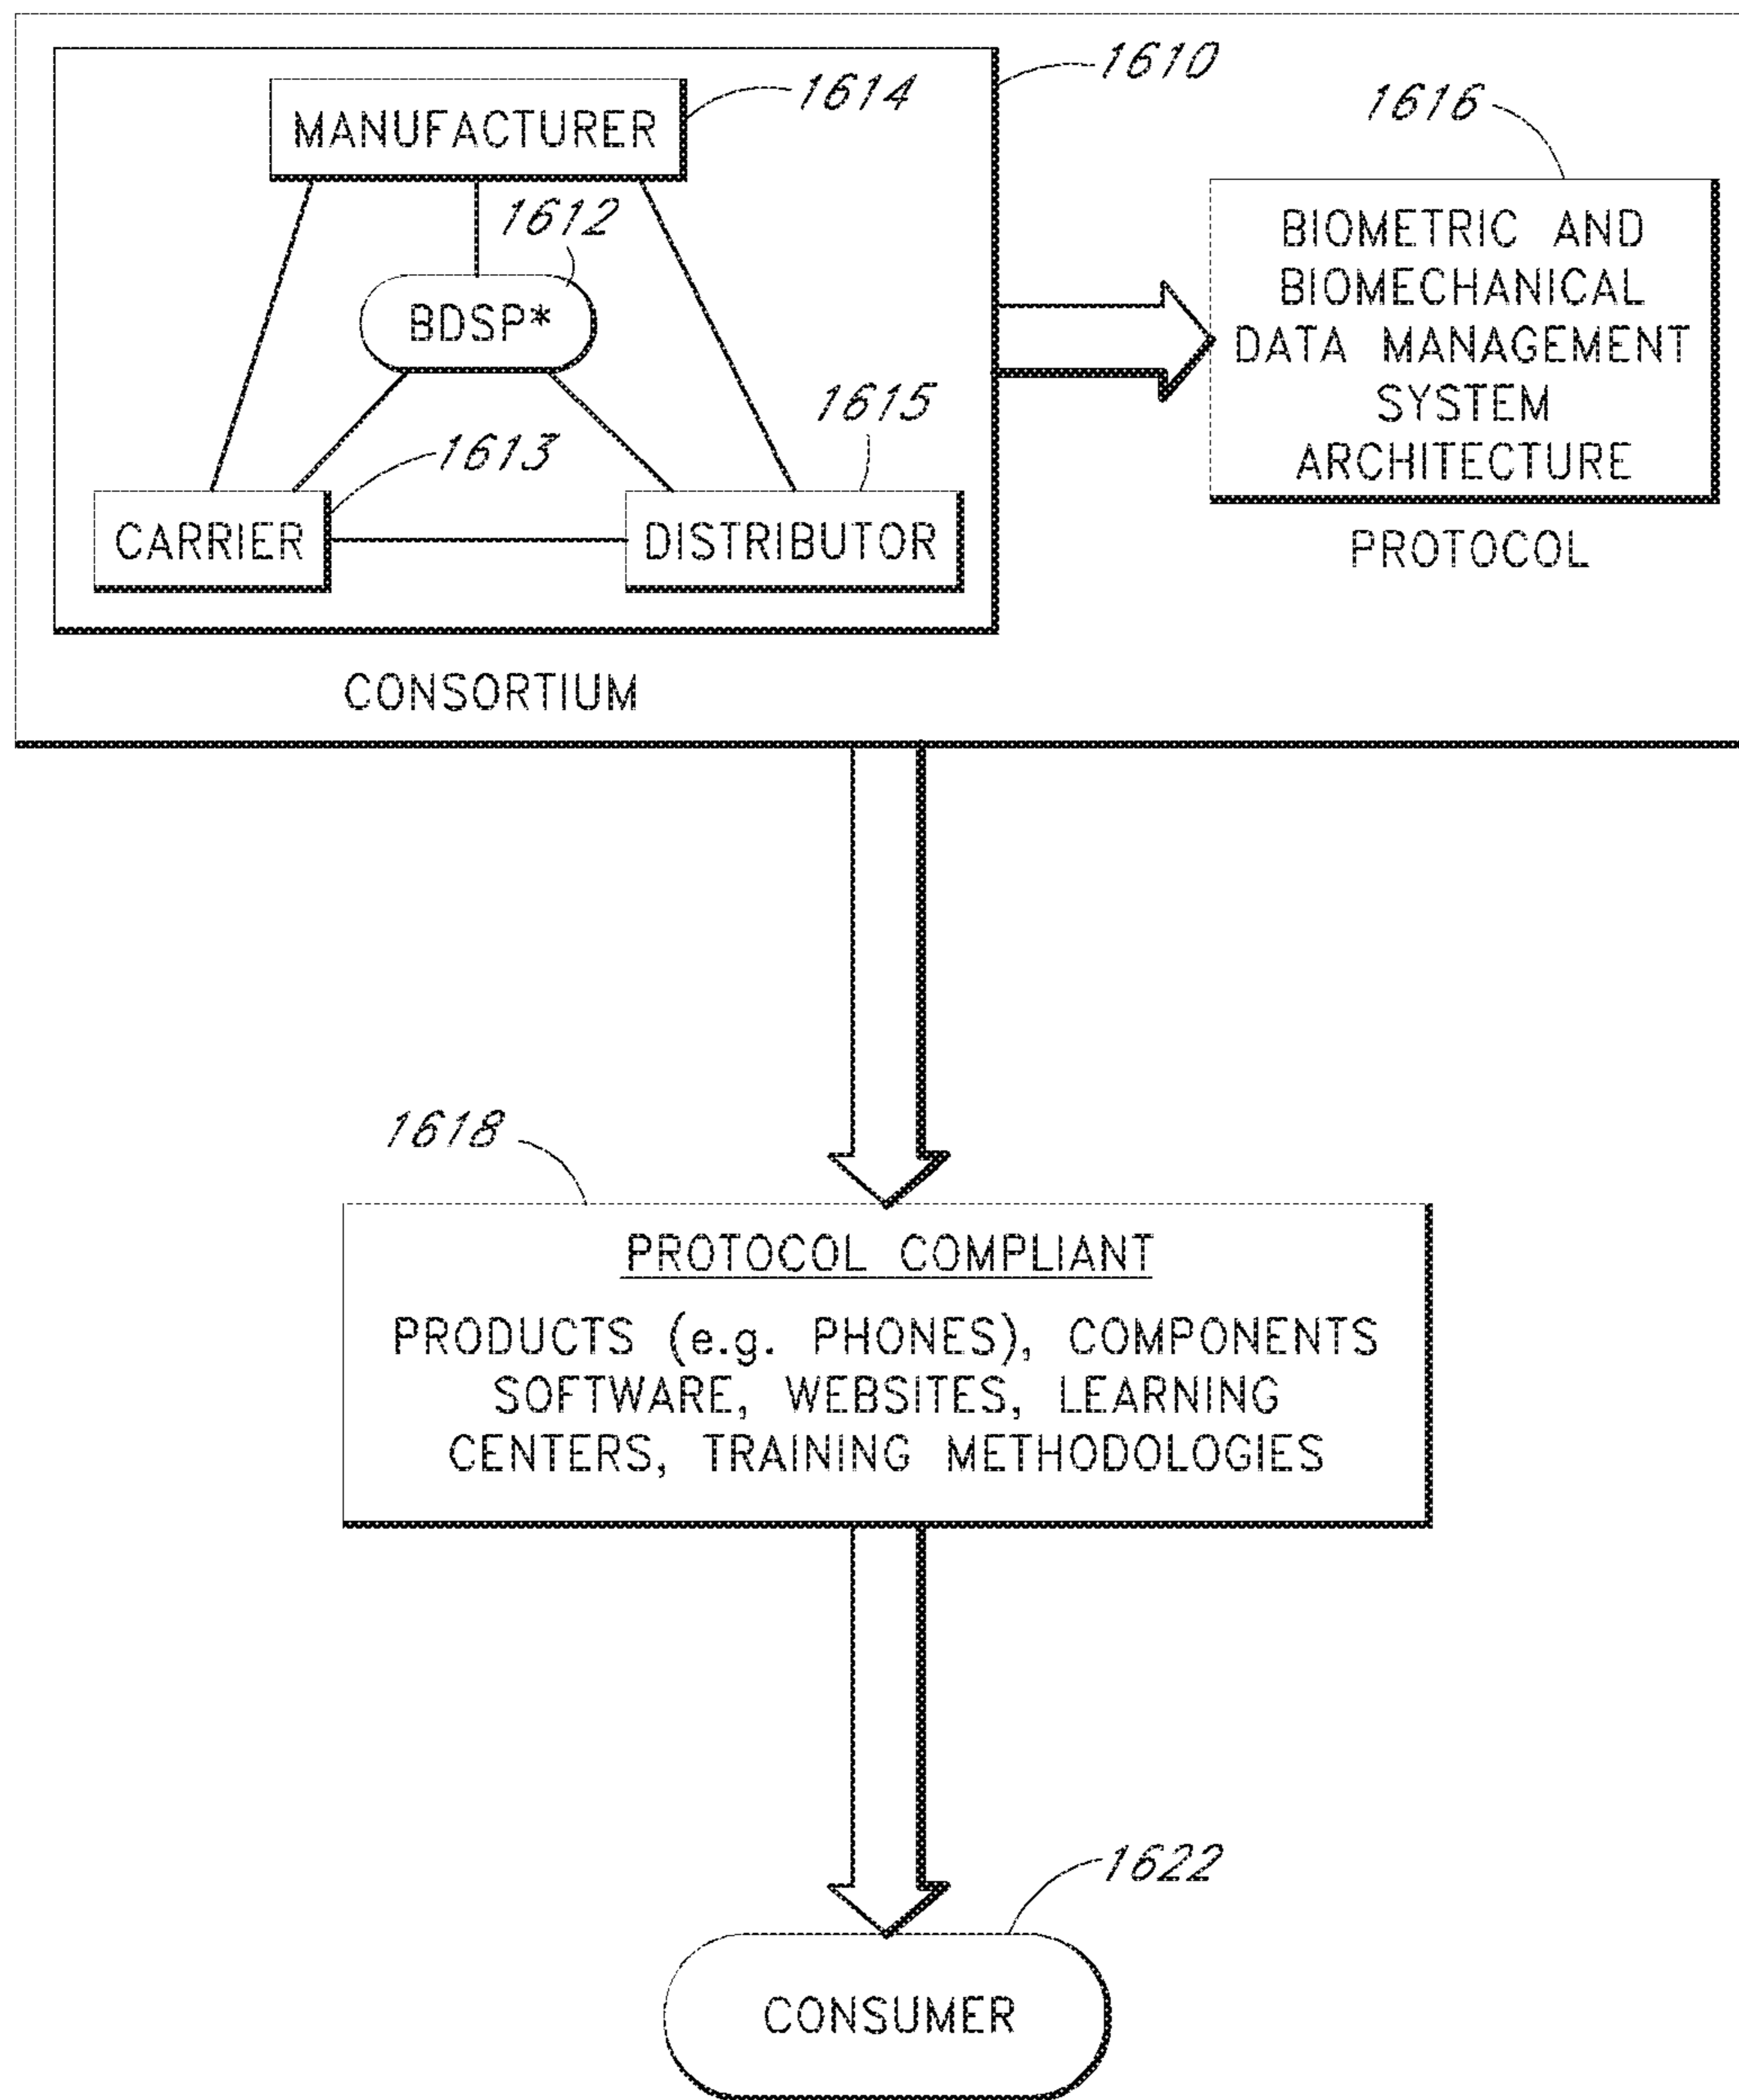 1610
MANUFACTURER
1614
1616
1612
BDSP*
BIOMETRIC AND
BIOMECHANICAL
DATA MANAGEMENT
SYSTEM
ARCHITECTURE
1615
1613
CARRIER
DISTRIBUTOR
PROTOCOL
CONSORTIUM
1618
PROTOCOL COMPLIANT
PRODUCTS (e.g. PHONES), COMPONENTS
SOFTWARE, WEBSITES, LEARNING
CENTERS, TRAINING METHODOLOGIES
1622
CONSUMER